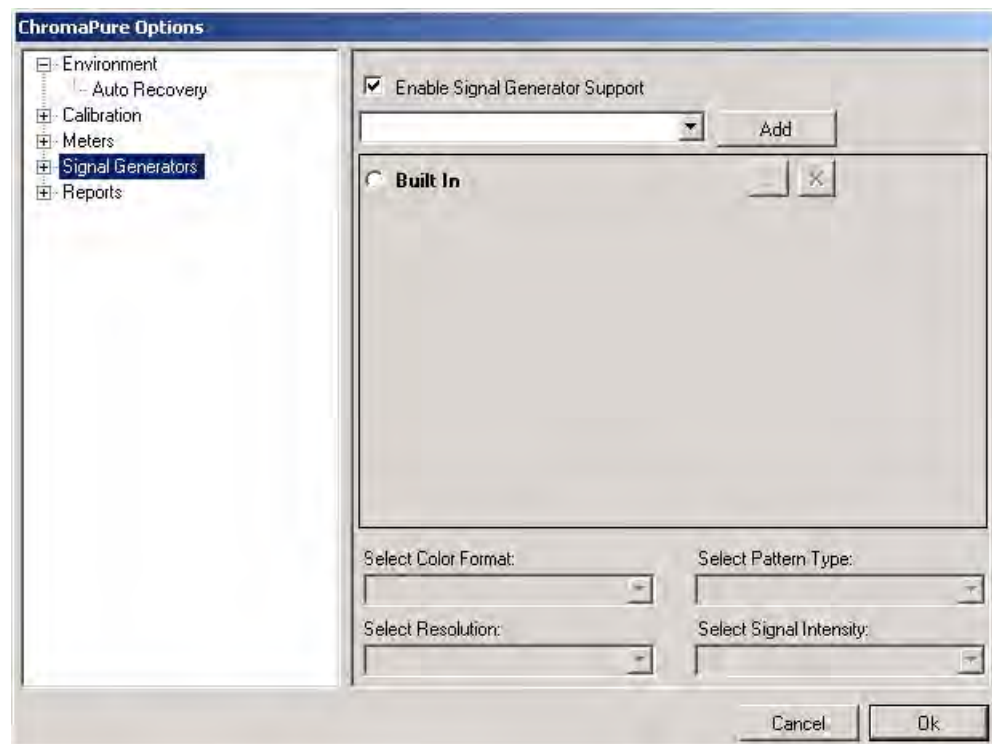 ChromaPure Options
Environment
Auto Recovery
Calibration
Meters
Signal Generators
Reports
Enable Signal Generator Support
Add
Built In
Select Color Format:
Select Pattern Type:
Select Resolution:
Select Signal Intensity:
Cancel
Ok